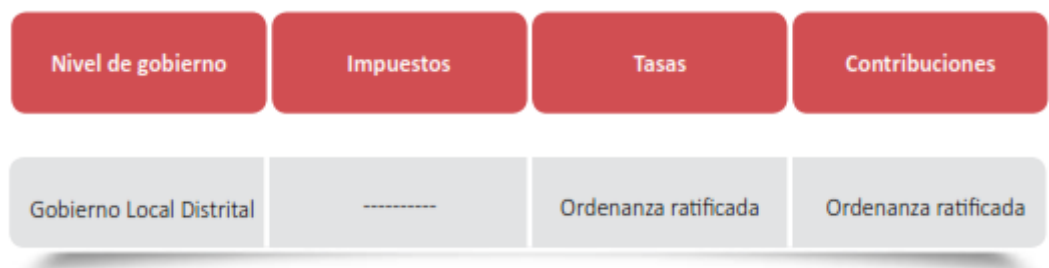 Nivel de gobierno Impuestos Tasas Contribuciones
Gobierno Local Distrital ---------- Ordenanza ratificada Ordenanza ratificada